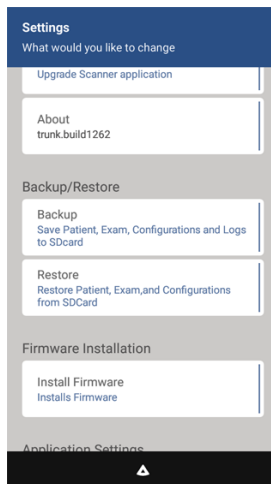 Settings
What would you like to change
Upgrade Scanner application
About
trunk.build1262
Backup/Restore
Backup
Save Patient, Exam, Configurations and Logs
to SDcard
Restore
Restore Patient, Exam,and Configurations
from SDCard
Firmware Installation
Install Firmware
Installs Firmware
Application Settings